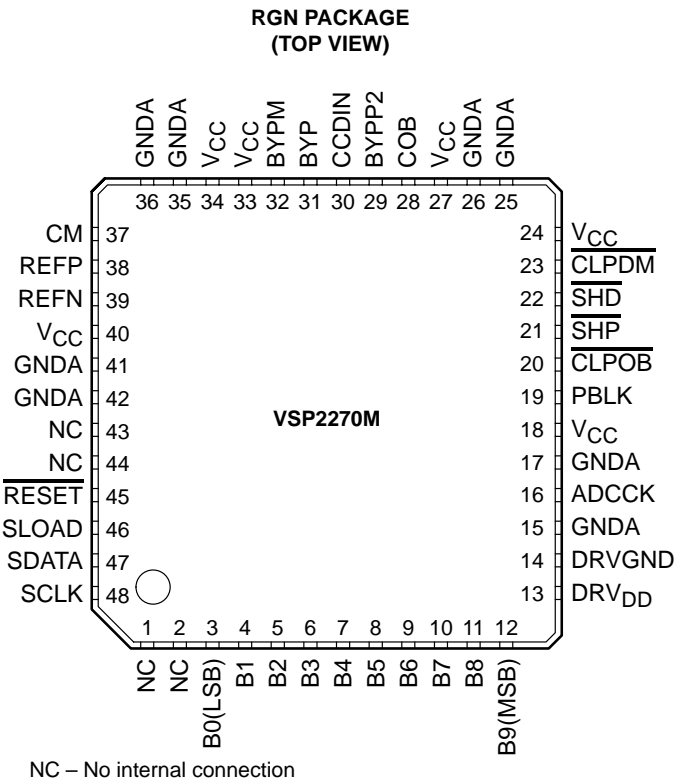 RGN PACKAGE
(TOP VIEW)
GNDA GNDA VCC VCC BYPM BYP CCDIN BYPP2 COB VCC GNDA GNDA
36 35 34 33 32 31 30 29 28 27 26 25
CM 37 24 VCC
REFP 38 23 CLPDM
REFN 39 22 SHD
VCC 40 21 SHP
GNDA 41 20 CLPOB
GNDA 42 19 PBLK
NC 43 VSP2270M 18 VCC
NC 44 17 GNDA
RESET 45 16 ADCCK
SLOAD 46 15 GNDA
SDATA 47 14 DRVGND
SCLK 48 13 DRVDD
1 2 3 4 5 6 7 8 9 10 11 12
NC NC B0(LSB) B1 B2 B3 B4 B5 B6 B7 B8 B9(MSB)
NC – No internal connection